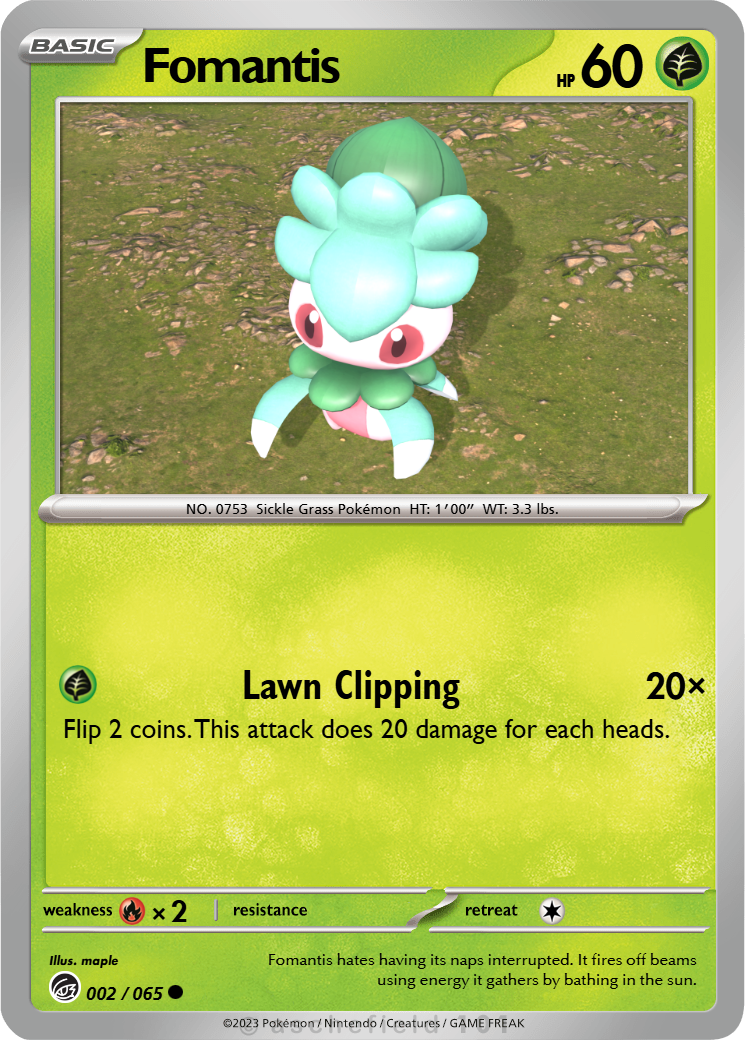 BASIC
Fomantis
HP 60
NO. 0753 Sickle Grass Pokémon HT: 1′00″ WT: 3.3 lbs.
Lawn Clipping 20×
Flip 2 coins. This attack does 20 damage for each heads.
weakness × 2 resistance retreat
Illus. maple
Fomantis hates having its naps interrupted. It fires off beams
using energy it gathers by bathing in the sun.
002 / 065
©2023 Pokémon / Nintendo / Creatures / GAME FREAK